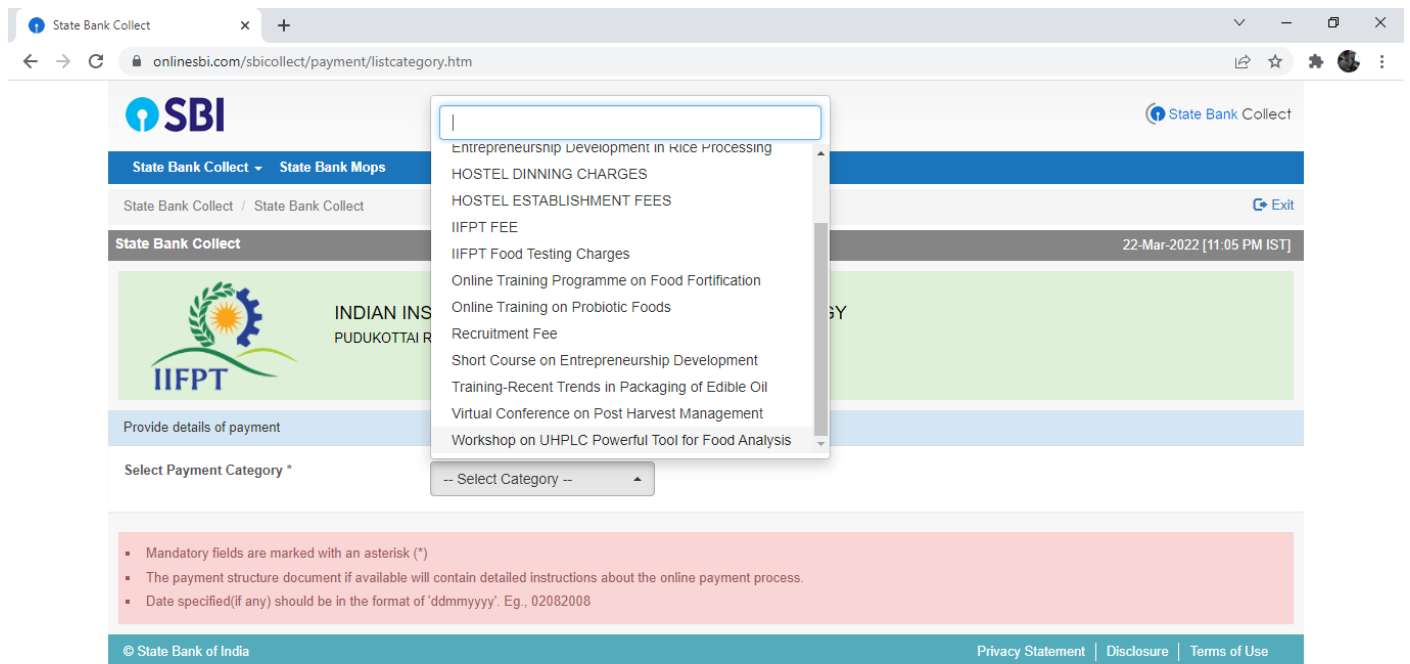 State Bank Collect
onlinesbi.com/sbicollect/payment/listcategory.htm
SBI
State Bank Collect
State Bank Collect State Bank Mops
State Bank Collect / State Bank Collect
Exit
State Bank Collect
22-Mar-2022 [11:05 PM IST]
IIFPT
INDIAN INS
GY
PUDUKOTTAI R
Entrepreneurship Development in Rice Processing
HOSTEL DINNING CHARGES
HOSTEL ESTABLISHMENT FEES
IIFPT FEE
IIFPT Food Testing Charges
Online Training Programme on Food Fortification
Online Training on Probiotic Foods
Recruitment Fee
Short Course on Entrepreneurship Development
Training-Recent Trends in Packaging of Edible Oil
Virtual Conference on Post Harvest Management
Workshop on UHPLC Powerful Tool for Food Analysis
Provide details of payment
Select Payment Category *
-- Select Category --
Mandatory fields are marked with an asterisk (*)
The payment structure document if available will contain detailed instructions about the online payment process.
Date specified(if any) should be in the format of 'ddmmyyyy'. Eg., 02082008
© State Bank of India
Privacy Statement | Disclosure | Terms of Use